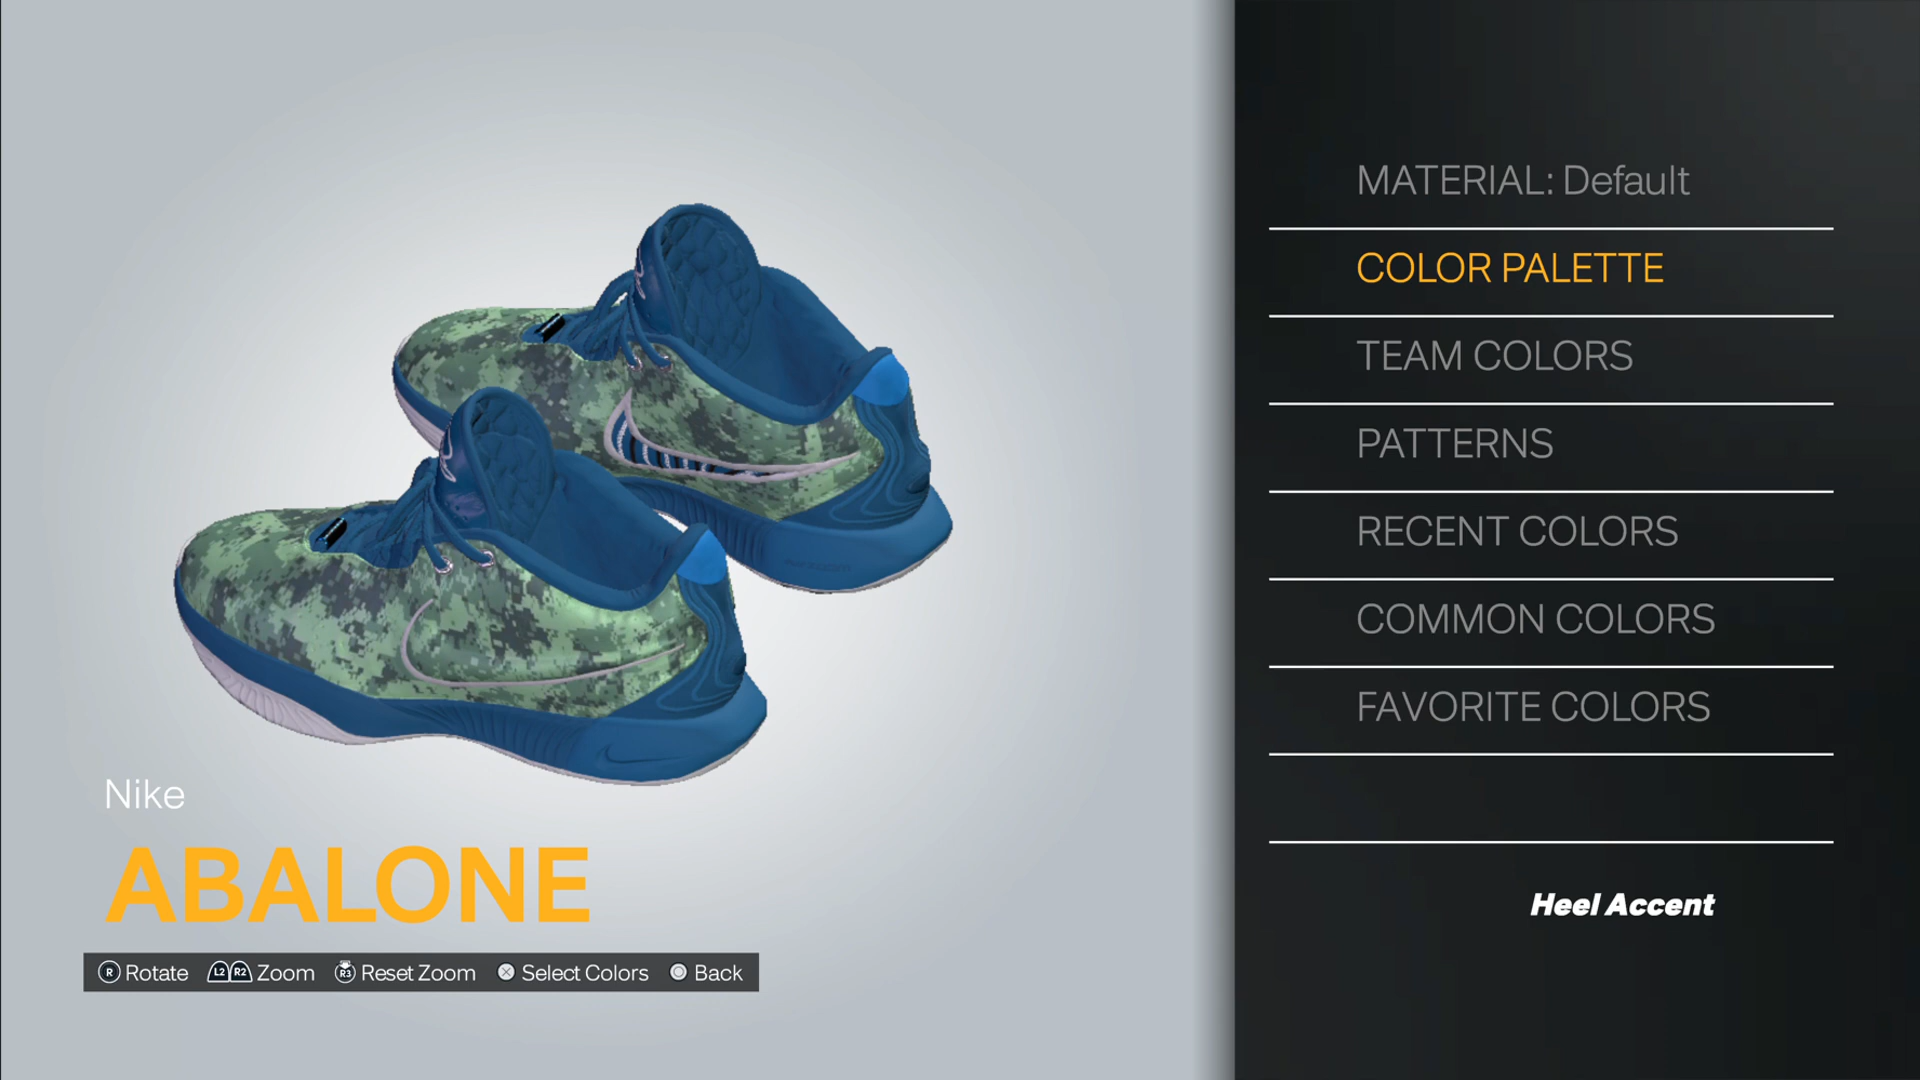 MATERIAL: Default
COLOR PALETTE
TEAM COLORS
PATTERNS
RECENT COLORS
COMMON COLORS
FAVORITE COLORS
Heel Accent
Nike
ABALONE
R Rotate L2 R2 Zoom R3 Reset Zoom Select Colors Back